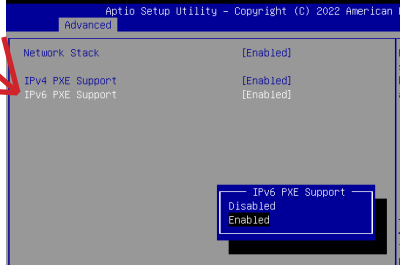 Aptio Setup Utility – Copyright (C) 2022 American
Advanced
Network Stack [Enabled]
IPv4 PXE Support [Enabled]
IPv6 PXE Support [Enabled]
IPv6 PXE Support
Disabled
Enabled